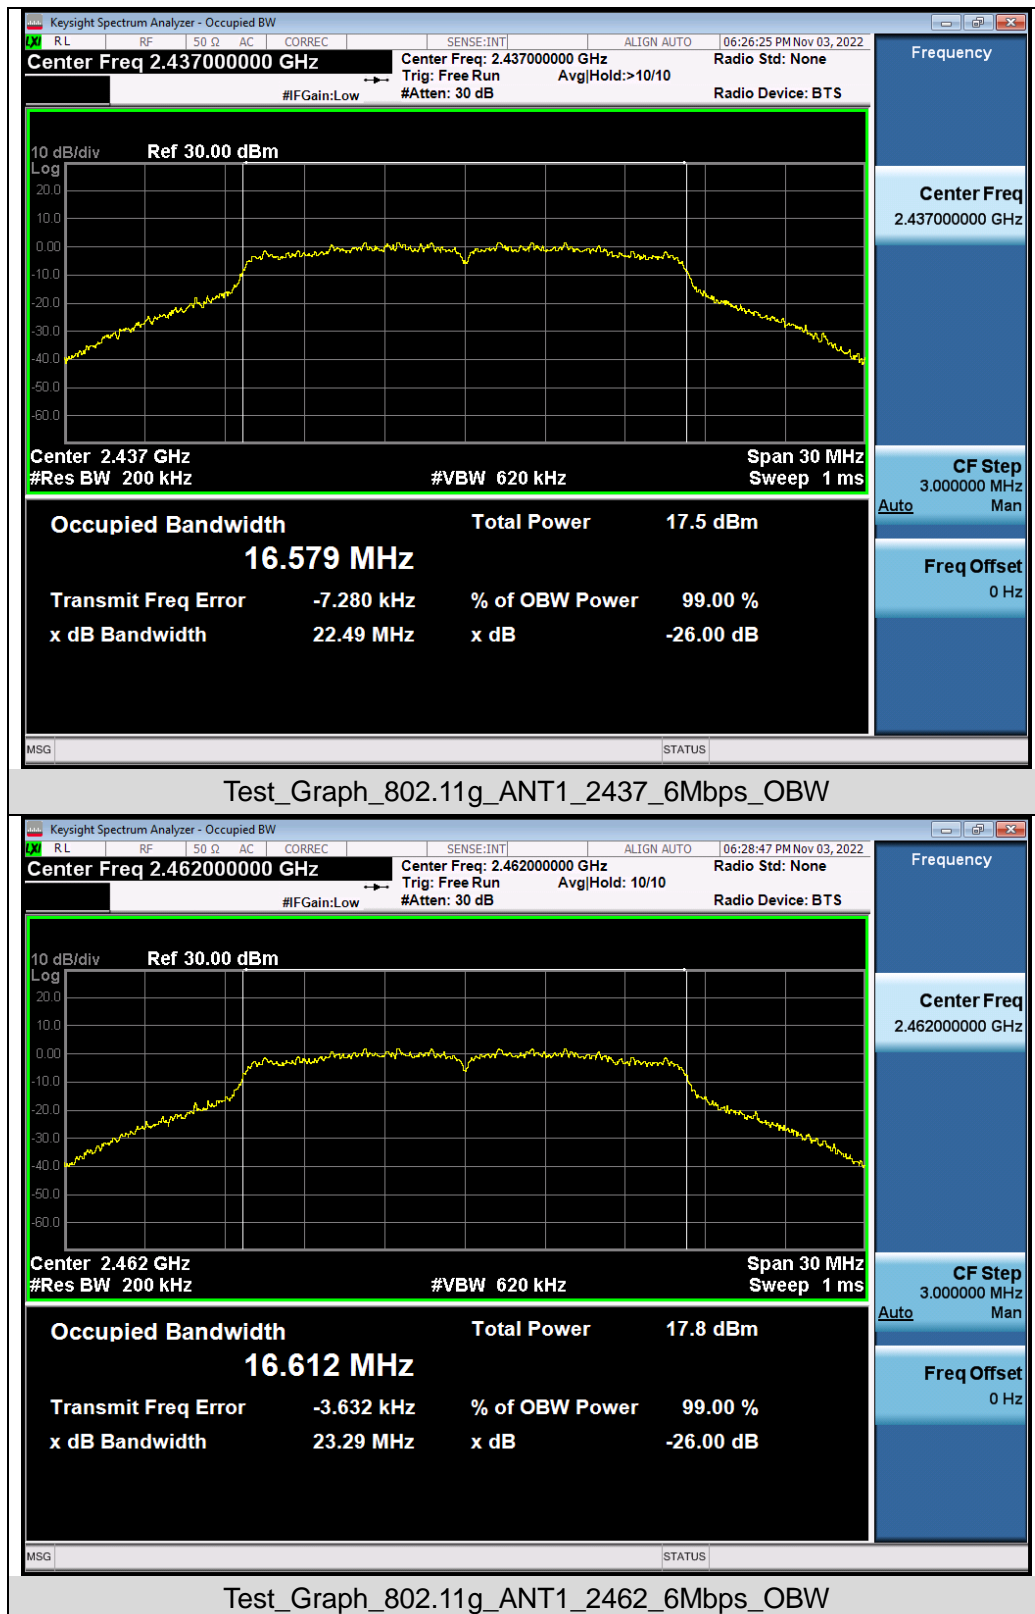 Keysight Spectrum Analyzer - Occupied BW
LXI RL RF 50 Ω AC CORREC SENSE:INT ALIGN AUTO 06:26:25 PM Nov 03, 2022
Center Freq 2.437000000 GHz
Center Freq: 2.437000000 GHz
Radio Std: None
Trig: Free Run Avg|Hold:>10/10
#IFGain:Low #Atten: 30 dB Radio Device: BTS
Frequency
10 dB/div Ref 30.00 dBm
Log
20.0
10.0
0.00
-10.0
-20.0
-30.0
-40.0
-50.0
-60.0
Center 2.437 GHz Span 30 MHz
#Res BW 200 kHz #VBW 620 kHz Sweep 1 ms
Center Freq
2.437000000 GHz
CF Step
3.000000 MHz
Auto Man
Freq Offset
0 Hz
Occupied Bandwidth Total Power 17.5 dBm
16.579 MHz
Transmit Freq Error -7.280 kHz % of OBW Power 99.00 %
x dB Bandwidth 22.49 MHz x dB -26.00 dB
MSG STATUS
Test_Graph_802.11g_ANT1_2437_6Mbps_OBW
Keysight Spectrum Analyzer - Occupied BW
LXI RL RF 50 Ω AC CORREC SENSE:INT ALIGN AUTO 06:28:47 PM Nov 03, 2022
Center Freq 2.462000000 GHz
Center Freq: 2.462000000 GHz
Radio Std: None
Trig: Free Run Avg|Hold: 10/10
#IFGain:Low #Atten: 30 dB Radio Device: BTS
Frequency
10 dB/div Ref 30.00 dBm
Log
20.0
10.0
0.00
-10.0
-20.0
-30.0
-40.0
-50.0
-60.0
Center 2.462 GHz Span 30 MHz
#Res BW 200 kHz #VBW 620 kHz Sweep 1 ms
Center Freq
2.462000000 GHz
CF Step
3.000000 MHz
Auto Man
Freq Offset
0 Hz
Occupied Bandwidth Total Power 17.8 dBm
16.612 MHz
Transmit Freq Error -3.632 kHz % of OBW Power 99.00 %
x dB Bandwidth 23.29 MHz x dB -26.00 dB
MSG STATUS
Test_Graph_802.11g_ANT1_2462_6Mbps_OBW